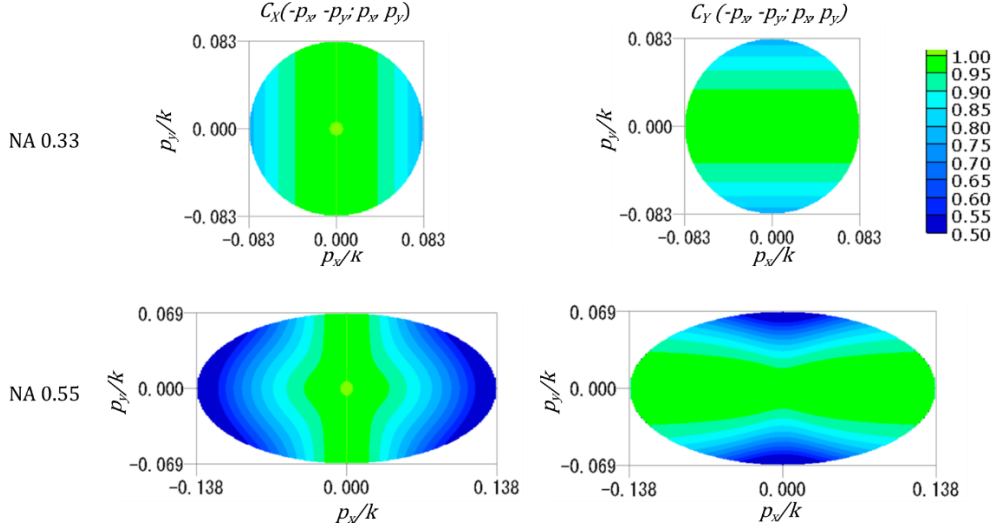 C_X(-p_x, -p_y; p_x, p_y)
C_Y (-p_x, -p_y; p_x, p_y)
NA 0.33
p_y/k
0.083
0.000
-0.083
-0.083 0.000 0.083
p_x/k
p_y/k
0.083
0.000
-0.083
-0.083 0.000 0.083
p_x/k
1.00
0.95
0.90
0.85
0.80
0.75
0.70
0.65
0.60
0.55
0.50
NA 0.55
p_y/k
0.069
0.000
-0.069
-0.138 0.000 0.138
p_x/k
p_y/k
0.069
0.000
-0.069
-0.138 0.000 0.138
p_x/k